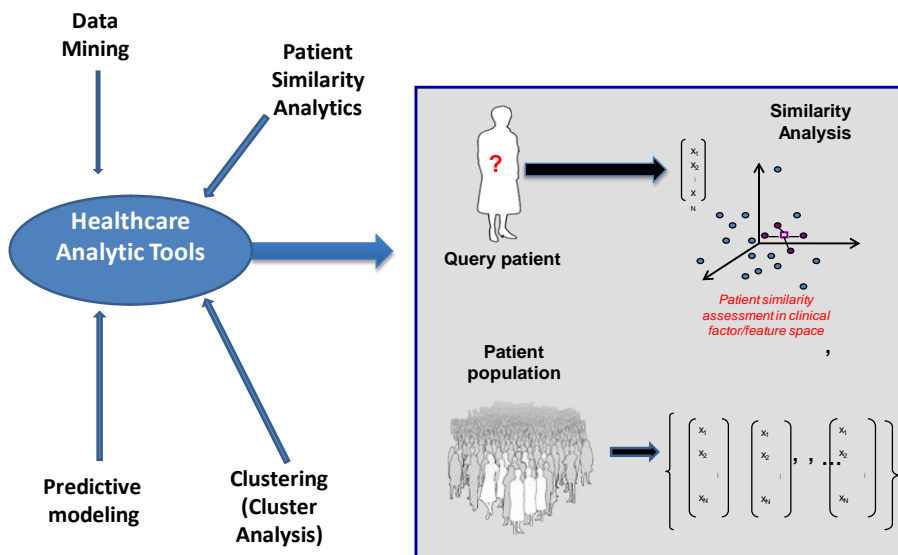 Data
Mining
Patient
Similarity
Analytics
Healthcare
Analytic Tools
Predictive
modeling
Clustering
(Cluster
Analysis)
?
Query patient
x1
x2
...
x
N
Similarity
Analysis
Patient similarity
assessment in clinical
factor/feature space
,
Patient
population
x1
x2
...
xN
x1
x2
...
xN
, , ...
x1
x2
...
xN